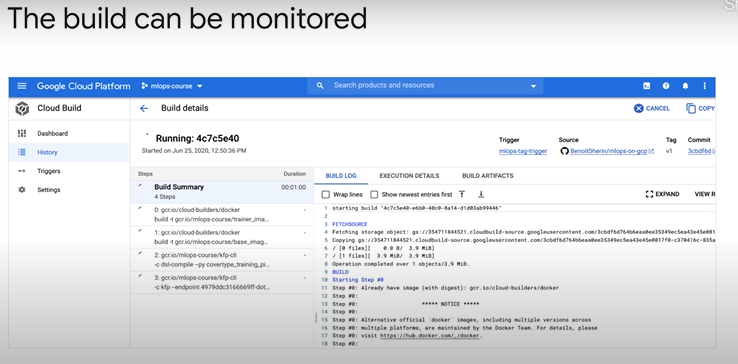 The build can be monitored
Google Cloud Platform
mlops-course
Search products and resources
Cloud Build
Build details
CANCEL
COPY
Dashboard
History
Triggers
Settings
Running: 4c7c5e40
Started on Jun 25, 2020, 12:50:36 PM
Trigger
mlops-tag-trigger
Source
BenoitDherin/mlops-on-gcp
Tag
v1
Commit
3cbdf6d
Steps
Duration
Build Summary
00:01:00
4 Steps
0: gcr.io/cloud-builders/docker
-
build -t gcr.io/mlops-course/trainer_ima...
1: gcr.io/cloud-builders/docker
-
build -t gcr.io/mlops-course/base_imag...
2: gcr.io/mlops-course/kfp-cli
-
-c dsl-compile --py covertype_training_pi...
3: gcr.io/mlops-course/kfp-cli
-
-c kfp --endpoint 4979ddc3166669ff-dot...
BUILD LOG
EXECUTION DETAILS
BUILD ARTIFACTS
Wrap lines
Show newest entries first
EXPAND
VIEW R
1 starting build "4c7c5e40-e6b0-40c0-8a14-d1d03ab99446"
2
3 FETCHSOURCE
4 Fetching storage object: gs://354711844521.cloudbuild-source.googleusercontent.com/
5 Copying gs://354711844521.cloudbuild-source.googleusercontent.com/
6 / [0 files][ 0.0 B/ 3.9 MiB]
7 / [1 files][ 3.9 MiB/ 3.9 MiB]
8 Operation completed over 1 objects/3.9 MiB.
9 BUILD
10 Starting Step #0
11 Step #0: Already have image (with digest): gcr.io/cloud-builders/docker
12 Step #0:
13 Step #0: ***** NOTICE *****
14 Step #0:
15 Step #0: Alternative official `docker` images, including multiple versions across
16 Step #0: multiple platforms, are maintained by the Docker Team. For details, please
17 Step #0: visit https://hub.docker.com/_/docker.
18 Step #0: